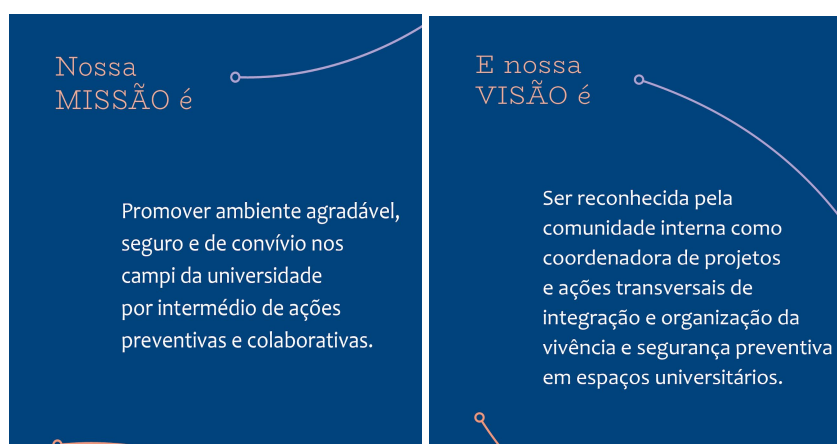 Nossa
MISSÃO é
Promover ambiente agradável,
seguro e de convívio nos
campi da universidade
por intermédio de ações
preventivas e colaborativas.
E nossa
VISÃO é
Ser reconhecida pela
comunidade interna como
coordenadora de projetos
e ações transversais de
integração e organização da
vivência e segurança preventiva
em espaços universitários.